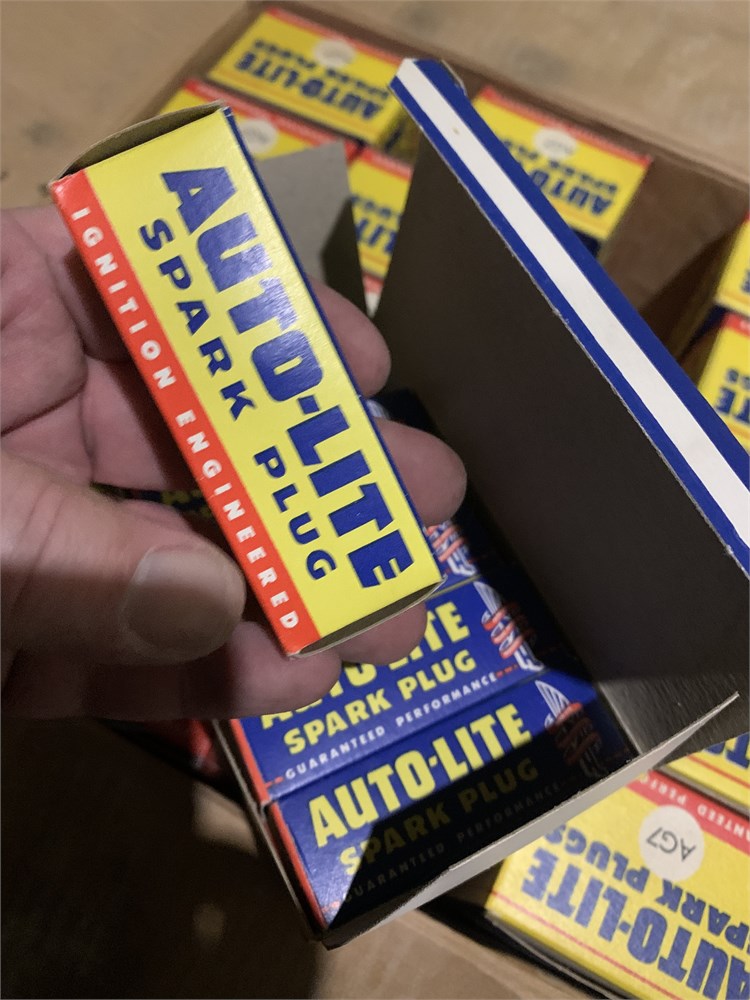 AUTO-LITE
SPARK PLUGS
AUTO-LITE
SPARK PLUG
IGNITION ENGINEERED
AUTO-LITE
SPARK PLUG
GUARANTEED PERFORMANCE
AUTO-LITE
SPARK PLUG
GUARANTEED PERFORMANCE
AG7
AUTO-LITE
SPARK PLUGS